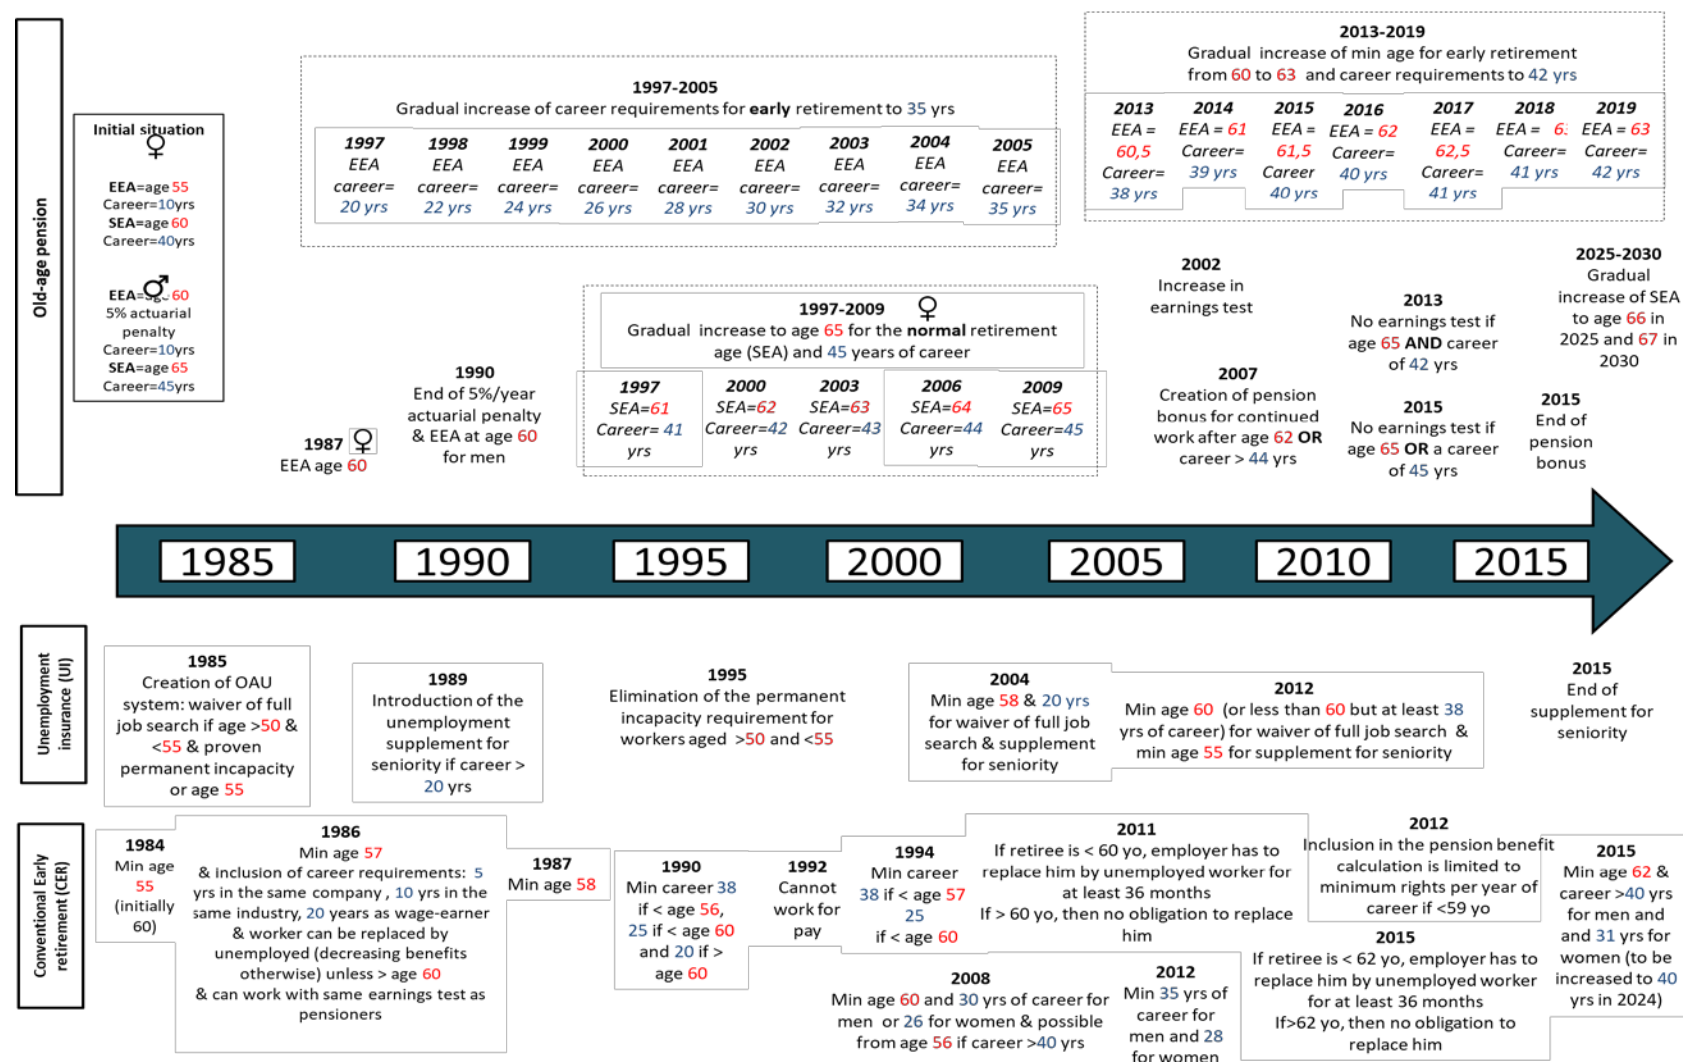 Old-age pension
Initial situation
♀
EEA=age 55
Career=10yrs
SEA=age 60
Career=40yrs
♂
EEA=age 60
5% actuarial
penalty
Career=10yrs
SEA=age 65
Career=45yrs
1997-2005
Gradual increase of career requirements for early retirement to 35 yrs
1997
EEA
career=
20 yrs
1998
EEA
career=
22 yrs
1999
EEA
career=
24 yrs
2000
EEA
career=
26 yrs
2001
EEA
career=
28 yrs
2002
EEA
career=
30 yrs
2003
EEA
career=
32 yrs
2004
EEA
career=
34 yrs
2005
EEA
career=
35 yrs
2013-2019
Gradual increase of min age for early retirement
from 60 to 63 and career requirements to 42 yrs
2013
EEA =
60,5
Career=
38 yrs
2014
EEA = 61
Career=
39 yrs
2015
EEA =
61,5
Career
40 yrs
2016
EEA = 62
Career=
40 yrs
2017
EEA =
62,5
Career=
41 yrs
2018
EEA = 63
Career=
41 yrs
2019
EEA = 63
Career=
42 yrs
1987 ♀
EEA age 60
1990
End of 5%/year
actuarial penalty
& EEA at age 60
for men
1997-2009 ♀
Gradual increase to age 65 for the normal retirement
age (SEA) and 45 years of career
1997
SEA=61
Career= 41
yrs
2000
SEA=62
Career=42
yrs
2003
SEA=63
Career=43
yrs
2006
SEA=64
Career=44
yrs
2009
SEA=65
Career=45
yrs
2002
Increase in
earnings test
2007
Creation of pension
bonus for continued
work after age 62 OR
career > 44 yrs
2013
No earnings test if
age 65 AND career
of 42 yrs
2015
No earnings test if
age 65 OR a career
of 45 yrs
2025-2030
Gradual
increase of SEA
to age 66 in
2025 and 67 in
2030
2015
End of
pension
bonus
1985
1990
1995
2000
2005
2010
2015
Unemployment
insurance (UI)
1985
Creation of OAU
system: waiver of full
job search if age >50 &
<55 & proven
permanent incapacity
or age 55
1989
Introduction of the
unemployment
supplement for
seniority if career >
20 yrs
1995
Elimination of the permanent
incapacity requirement for
workers aged >50 and <55
2004
Min age 58 & 20 yrs
for waiver of full job
search & supplement
for seniority
2012
Min age 60 (or less than 60 but at least 38
yrs of career) for waiver of full job search &
min age 55 for supplement for seniority
2015
End of
supplement for
seniority
Conventional Early
retirement (CER)
1984
Min age
55
(initially
60)
1986
Min age 57
& inclusion of career requirements: 5
yrs in the same company , 10 yrs in the
same industry, 20 years as wage-earner
& worker can be replaced by
unemployed (decreasing benefits
otherwise) unless > age 60
& can work with same earnings test as
pensioners
1987
Min age 58
1990
Min career 38
if < age 56,
25 if < age 60
and 20 if >
age 60
1992
Cannot
work for
pay
1994
Min career
38 if < age 57
25
if < age 60
2011
If retiree is < 60 yo, employer has to
replace him by unemployed worker for
at least 36 months
If > 60 yo, then no obligation to replace
him
2008
Min age 60 and 30 yrs of career for
men or 26 for women & possible
from age 56 if career >40 yrs
2012
Min 35 yrs of
career for
men and 28
for women
2012
Inclusion in the pension benefit
calculation is limited to
minimum rights per year of
career if <59 yo
2015
If retiree is < 62 yo, employer has to
replace him by unemployed worker
for at least 36 months
If>62 yo, then no obligation to
replace him
2015
Min age 62 &
career >40 yrs
for men and
and 31 yrs for
women (to be
increased to 40
yrs in 2024)